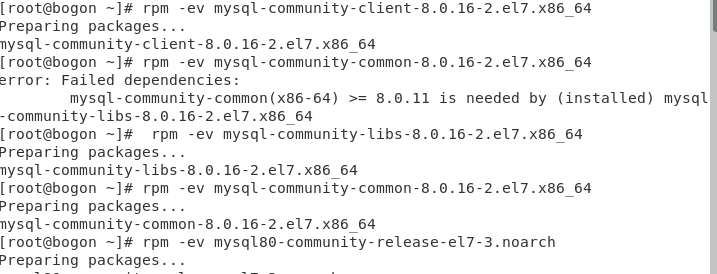 [root@bogon ~]# rpm -ev mysql-community-client-8.0.16-2.el7.x86_64
Preparing packages...
mysql-community-client-8.0.16-2.el7.x86_64
[root@bogon ~]# rpm -ev mysql-community-common-8.0.16-2.el7.x86_64
error: Failed dependencies:
        mysql-community-common(x86-64) >= 8.0.11 is needed by (installed) mysql
-community-libs-8.0.16-2.el7.x86_64
[root@bogon ~]#  rpm -ev mysql-community-libs-8.0.16-2.el7.x86_64
Preparing packages...
mysql-community-libs-8.0.16-2.el7.x86_64
[root@bogon ~]# rpm -ev mysql-community-common-8.0.16-2.el7.x86_64
Preparing packages...
mysql-community-common-8.0.16-2.el7.x86_64
[root@bogon ~]# rpm -ev mysql80-community-release-el7-3.noarch
Preparing packages...